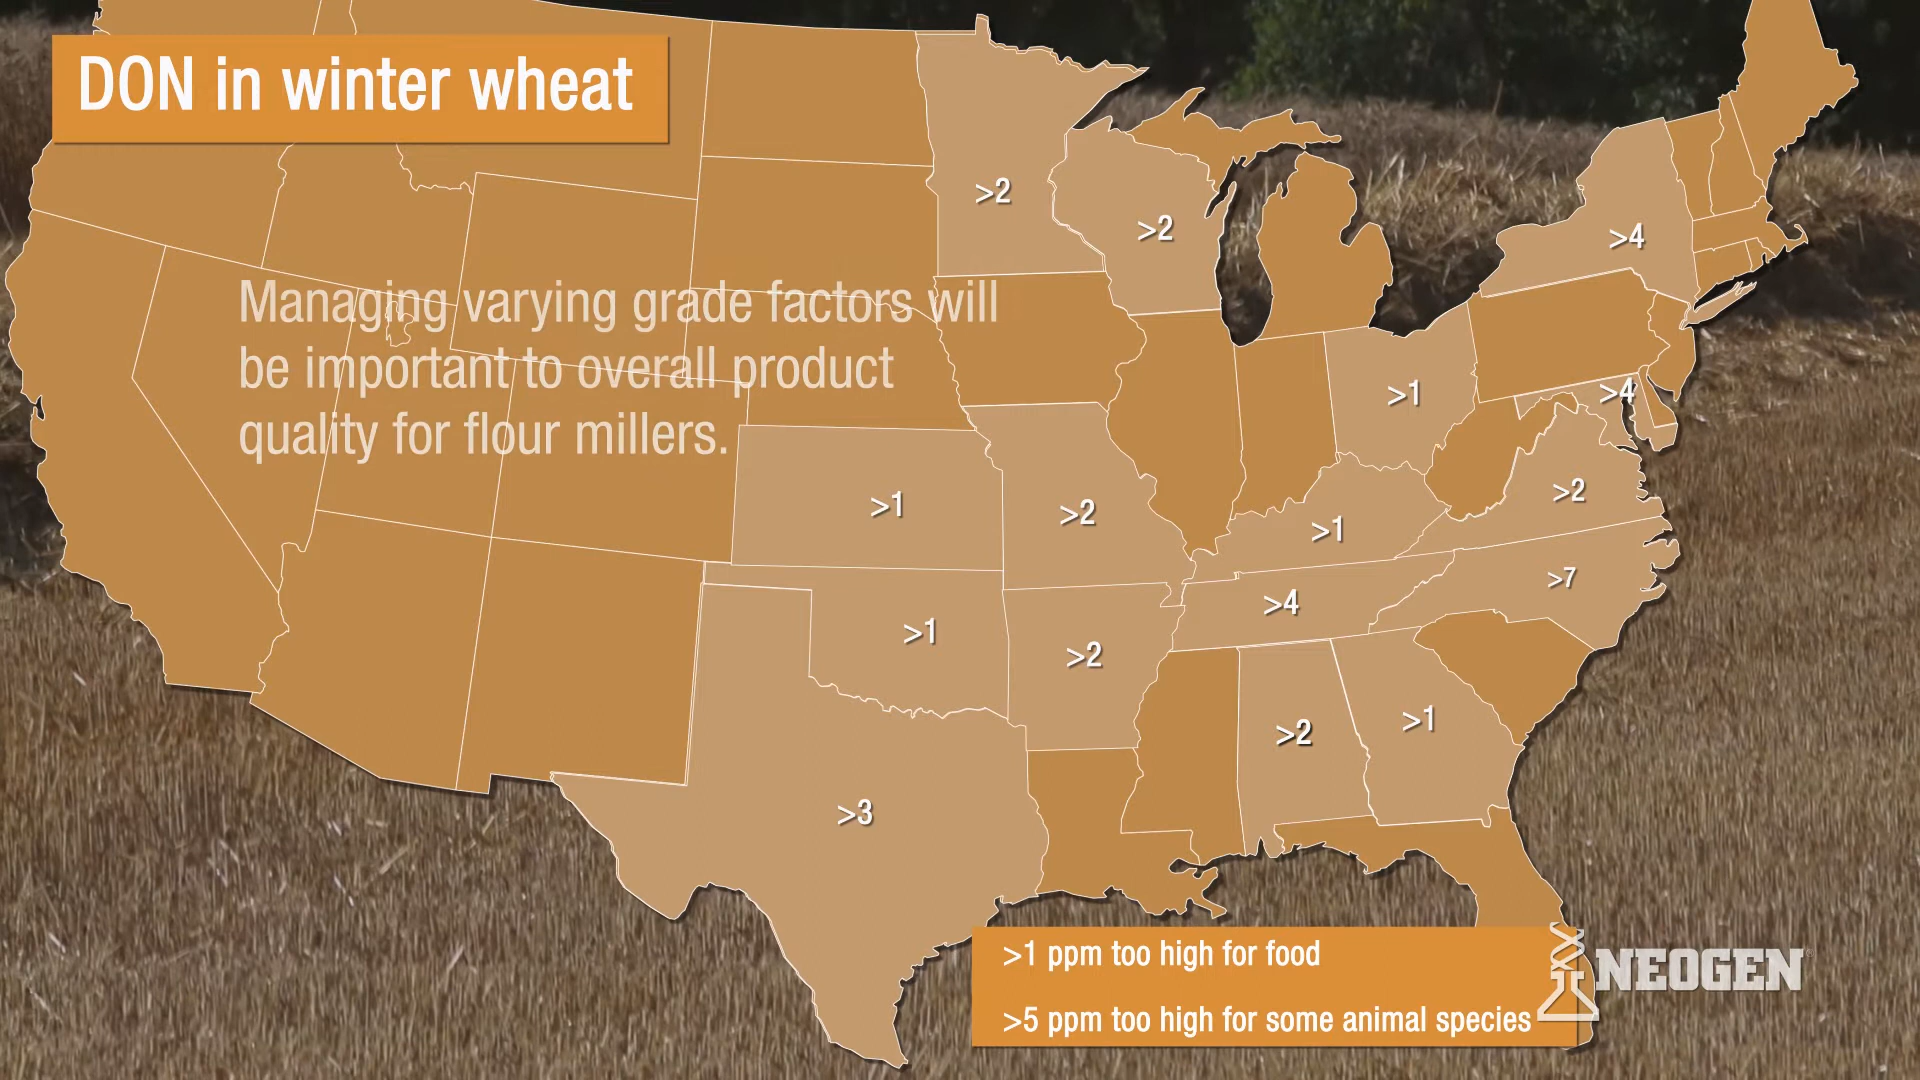 DON in winter wheat
>2
>2
>4
Managing varying grade factors will
be important to overall product
quality for flour millers.
>1
>4
>1
>2
>2
>1
>7
>4
>1
>2
>1
>2
>3
>1 ppm too high for food
>5 ppm too high for some animal species
NEOGEN